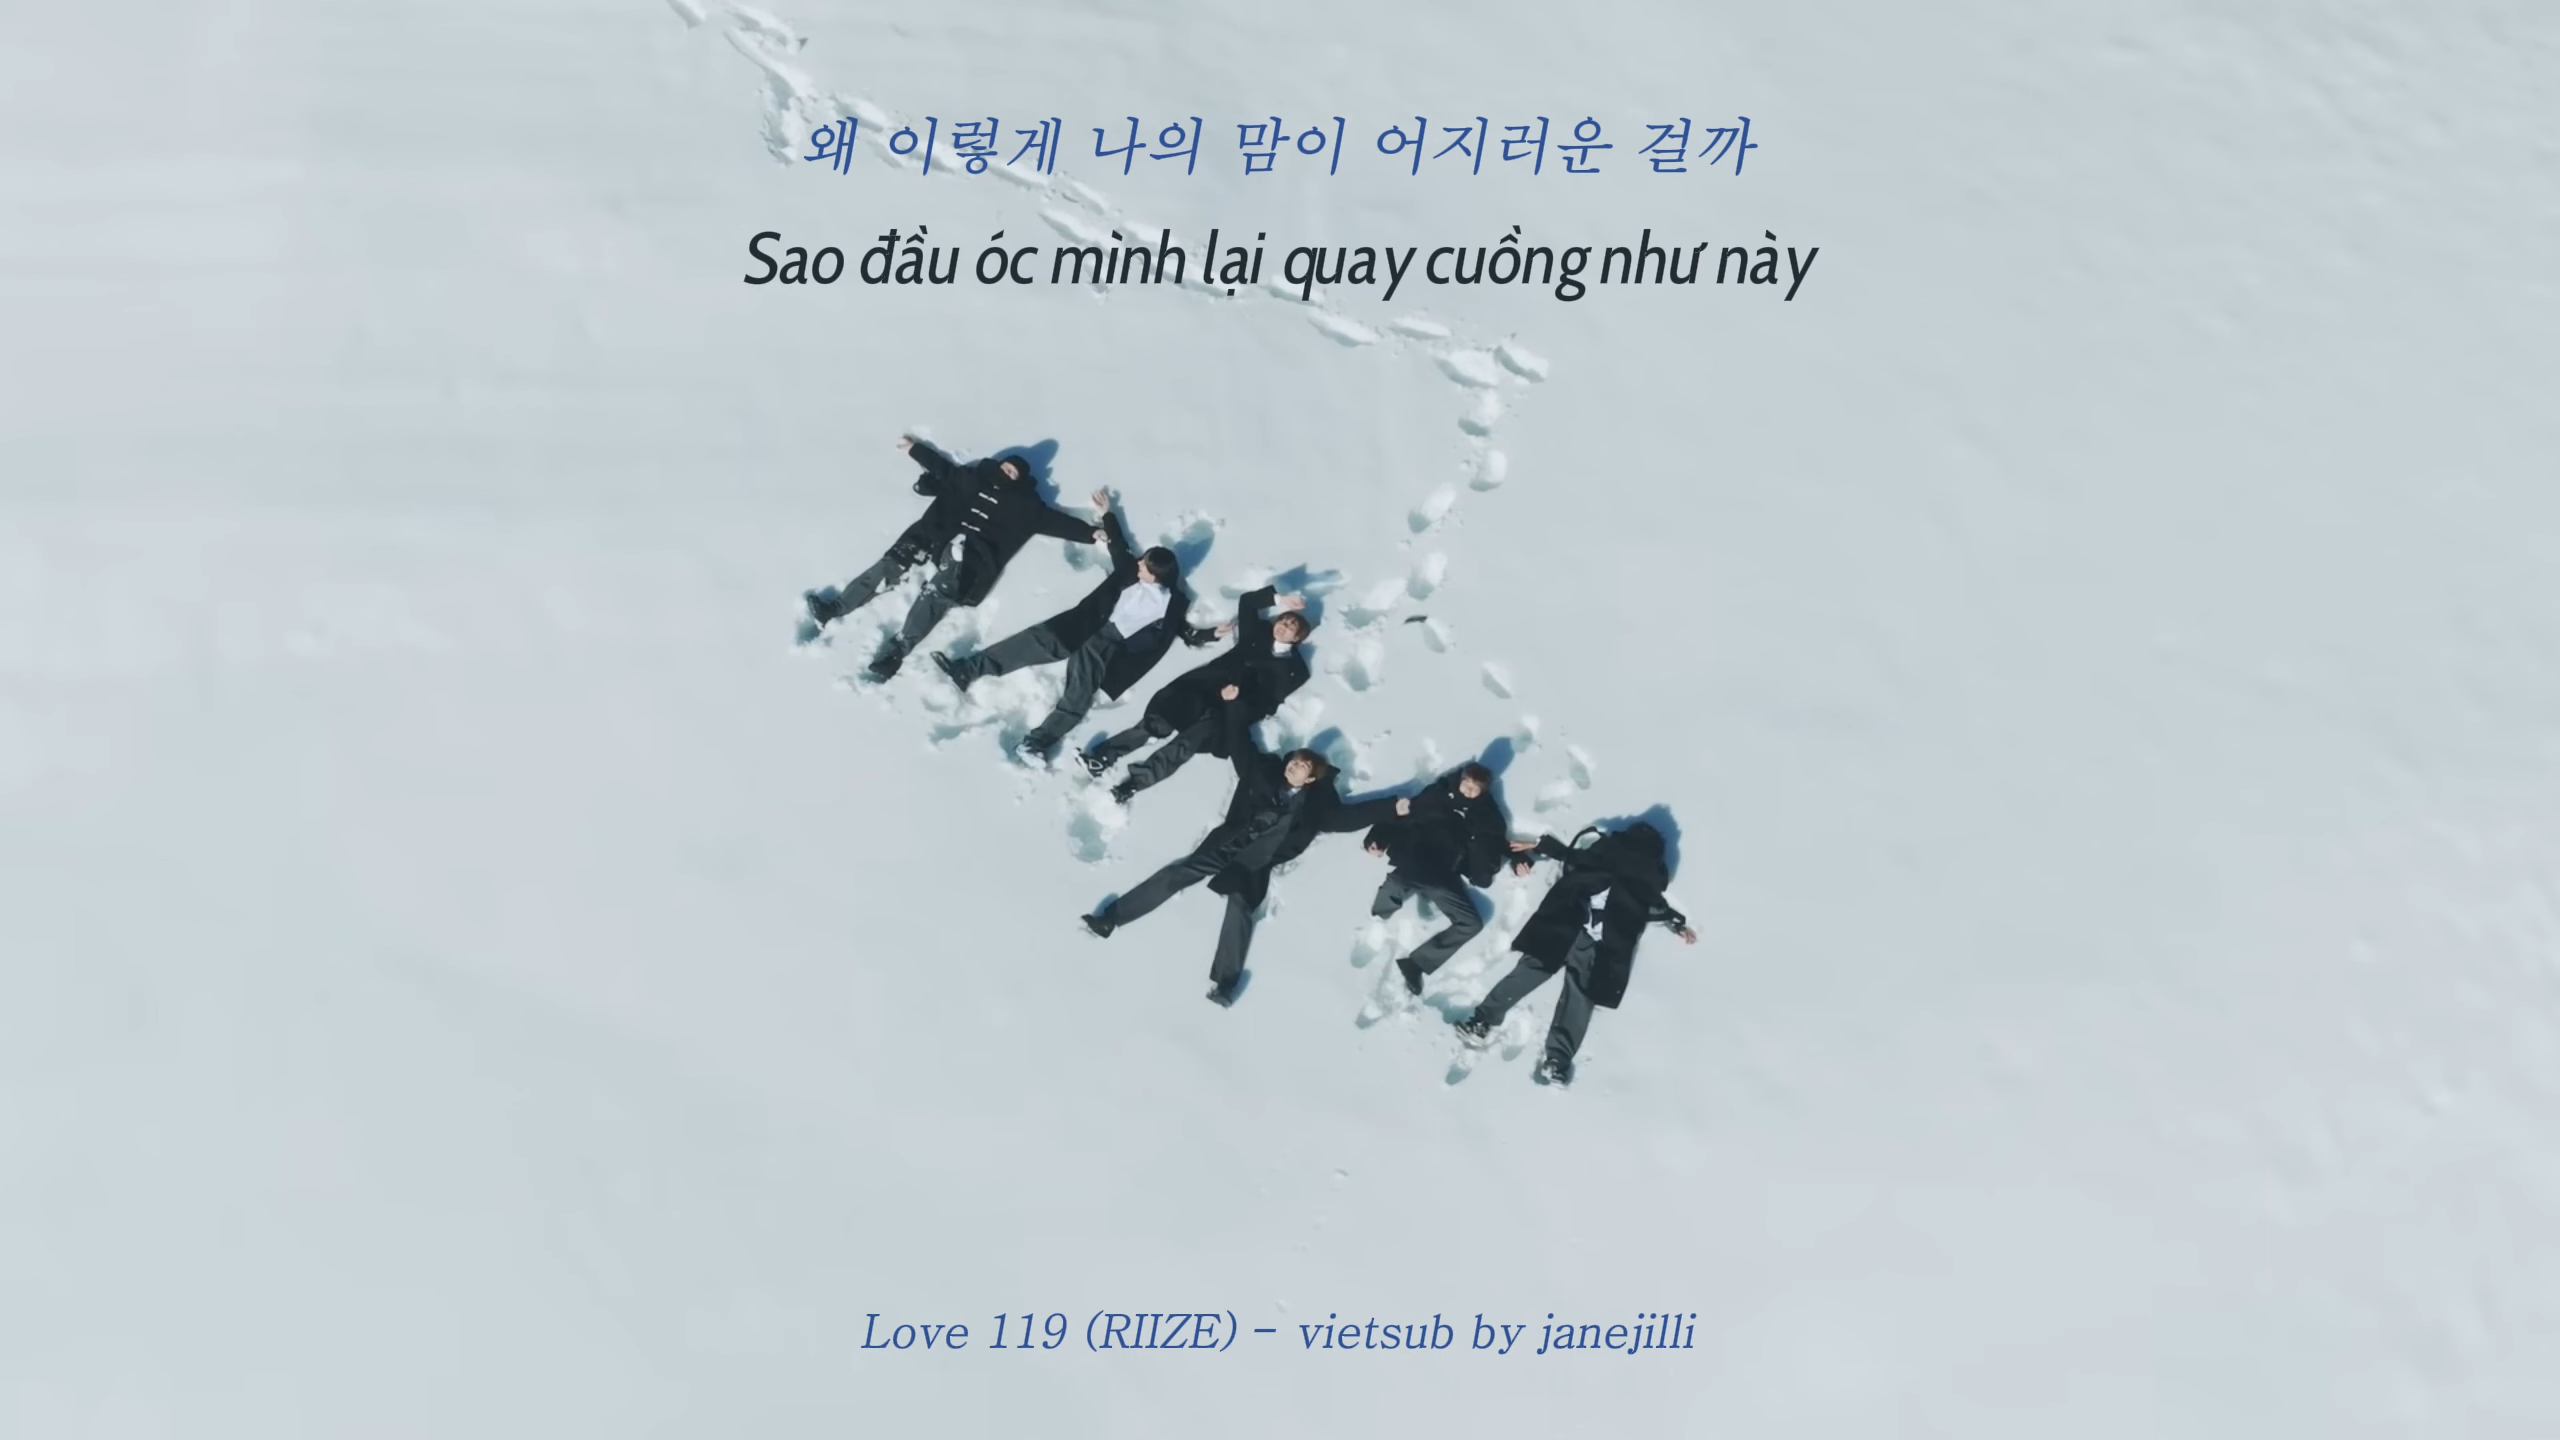 왜 이렇게 나의 맘이 어지러운 걸까
Sao đầu óc mình lại quay cuồng như này
Love 119 (RIIZE) - vietsub by janejilli